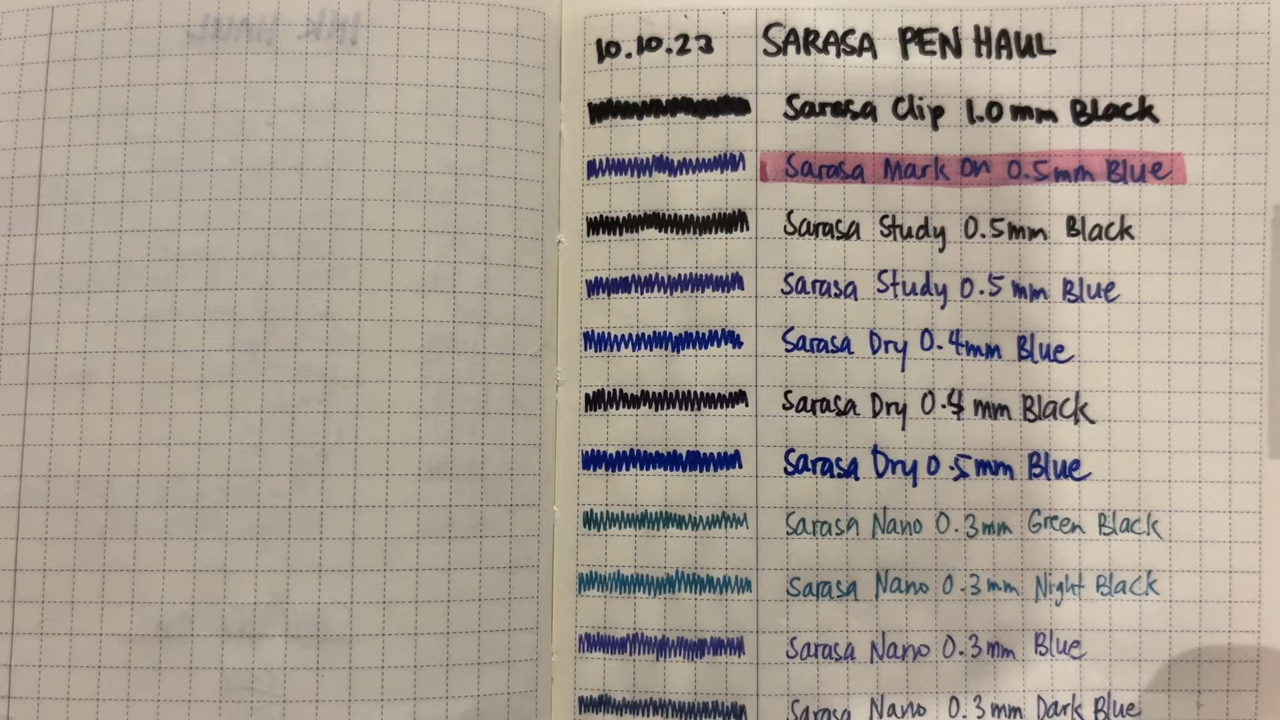 10.10.23 SARASA PEN HAUL
Sarasa Clip 1.0mm Black
Sarasa Mark On 0.5mm Blue
Sarasa Study 0.5mm Black
Sarasa Study 0.5mm Blue
Sarasa Dry 0.4mm Blue
Sarasa Dry 0.4mm Black
Sarasa Dry 0.5mm Blue
Sarasa Nano 0.3mm Green Black
Sarasa Nano 0.3mm Night Black
Sarasa Nano 0.3mm Blue
Sarasa Nano 0.3mm Dark Blue